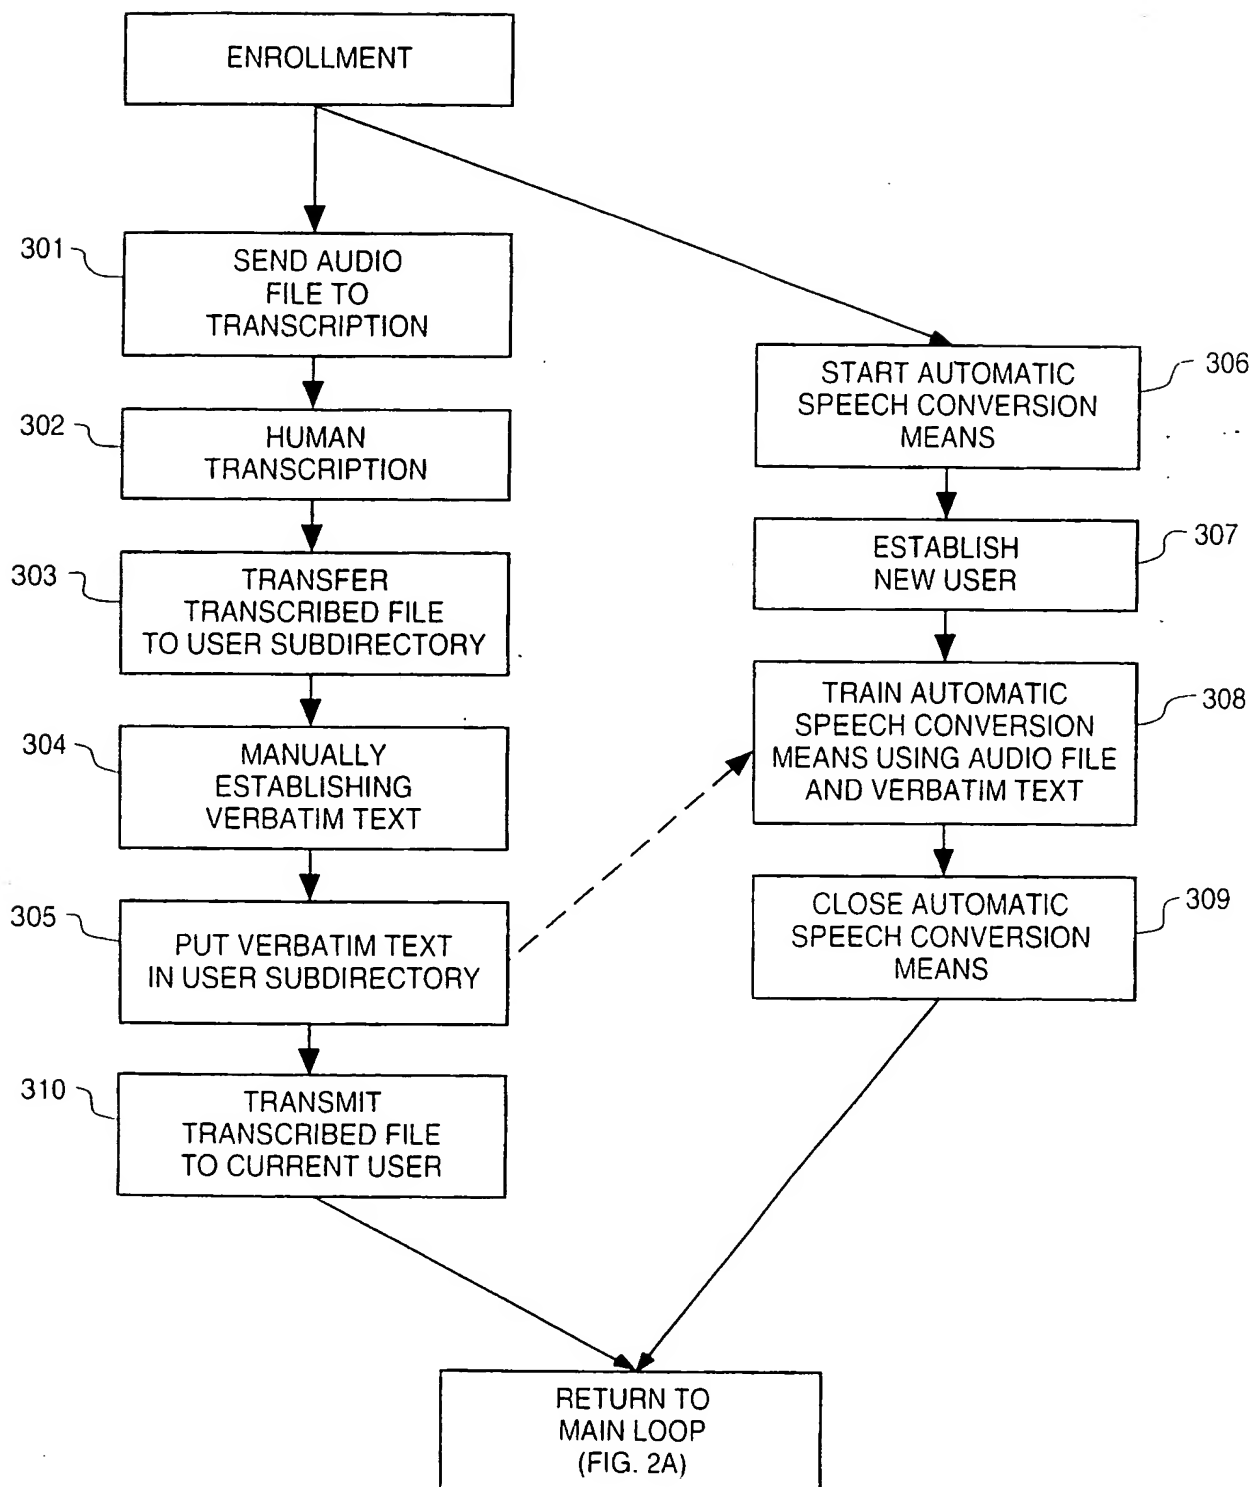 ENROLLMENT
301
SEND AUDIO
FILE TO
TRANSCRIPTION
302
HUMAN
TRANSCRIPTION
303
TRANSFER
TRANSCRIBED FILE
TO USER SUBDIRECTORY
304
MANUALLY
ESTABLISHING
VERBATIM TEXT
305
PUT VERBATIM TEXT
IN USER SUBDIRECTORY
310
TRANSMIT
TRANSCRIBED FILE
TO CURRENT USER
306
START AUTOMATIC
SPEECH CONVERSION
MEANS
307
ESTABLISH
NEW USER
308
TRAIN AUTOMATIC
SPEECH CONVERSION
MEANS USING AUDIO FILE
AND VERBATIM TEXT
309
CLOSE AUTOMATIC
SPEECH CONVERSION
MEANS
RETURN TO
MAIN LOOP
(FIG. 2A)